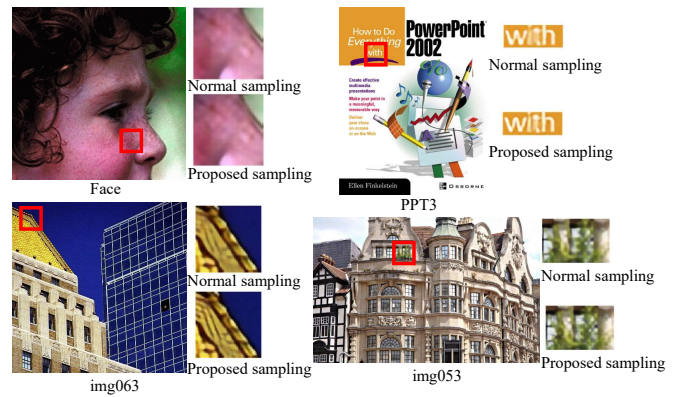 Normal sampling
Proposed sampling
Face
How to Do
Everything
with
PowerPoint
2002
Create effective
multimedia
presentations
Make your point in
a meaningful,
memorable way
Deliver
your show
on-screen
or on the Web
Ellen Finkelstein
OSBORNE
PPT3
with
Normal sampling
with
Proposed sampling
Normal sampling
Proposed sampling
img063
Normal sampling
Proposed sampling
img053